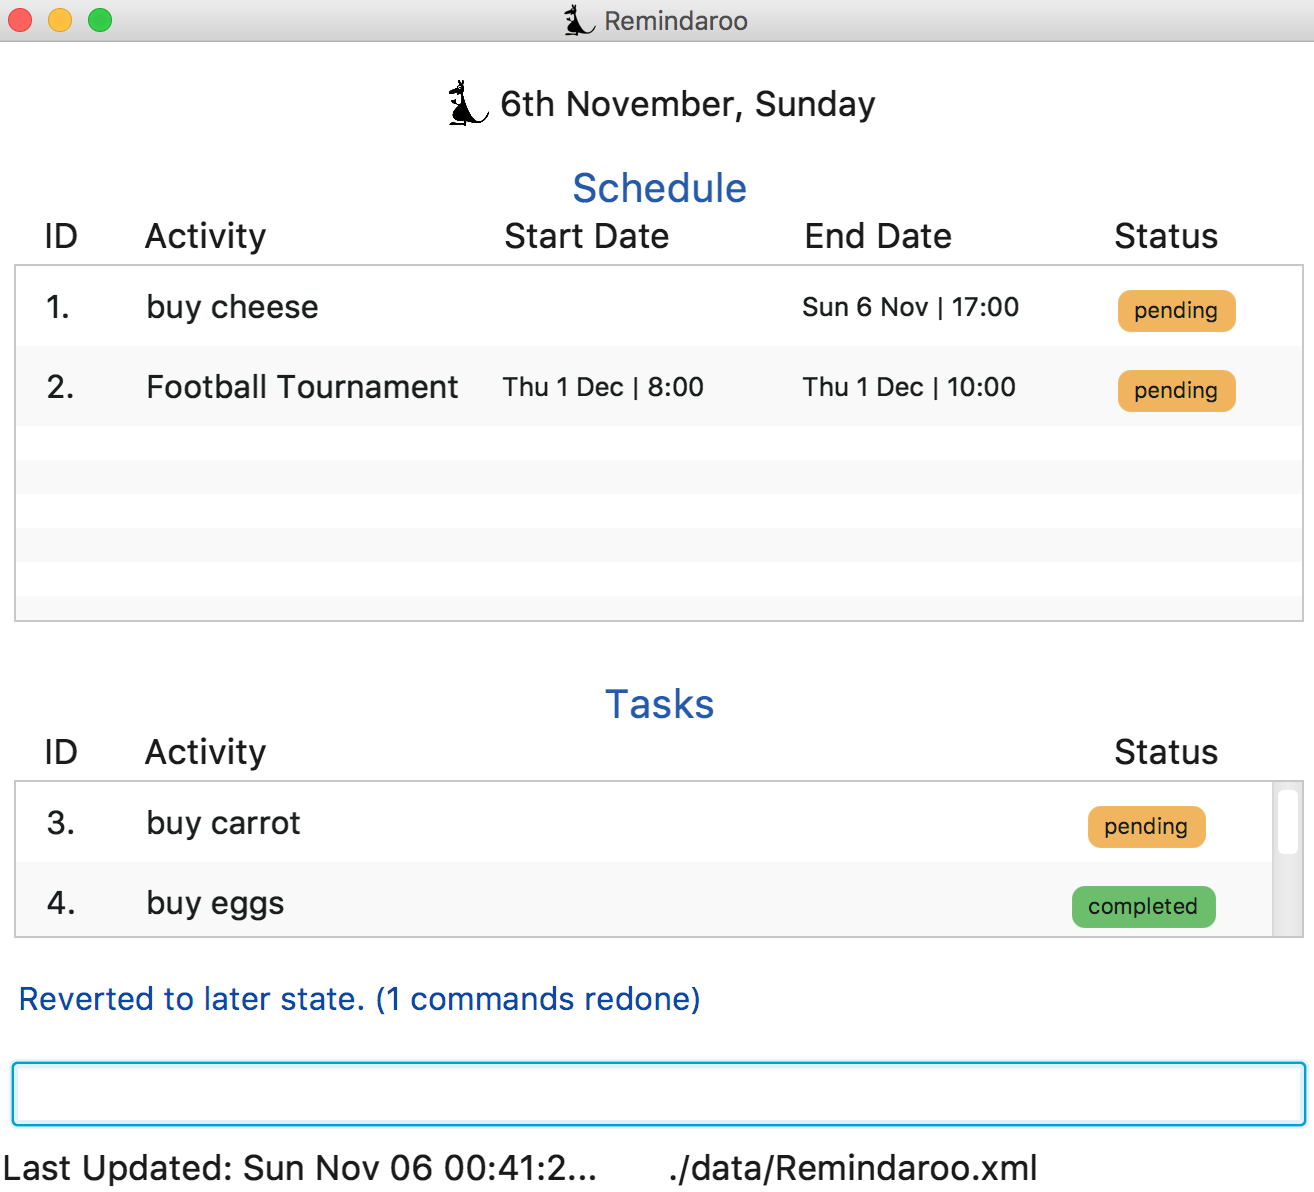 Remindaroo
6th November, Sunday
Schedule
ID Activity Start Date End Date Status
1. buy cheese Sun 6 Nov | 17:00 pending
2. Football Tournament Thu 1 Dec | 8:00 Thu 1 Dec | 10:00 pending
Tasks
ID Activity Status
3. buy carrot pending
4. buy eggs completed
Reverted to later state. (1 commands redone)
Last Updated: Sun Nov 06 00:41:2... ./data/Remindaroo.xml